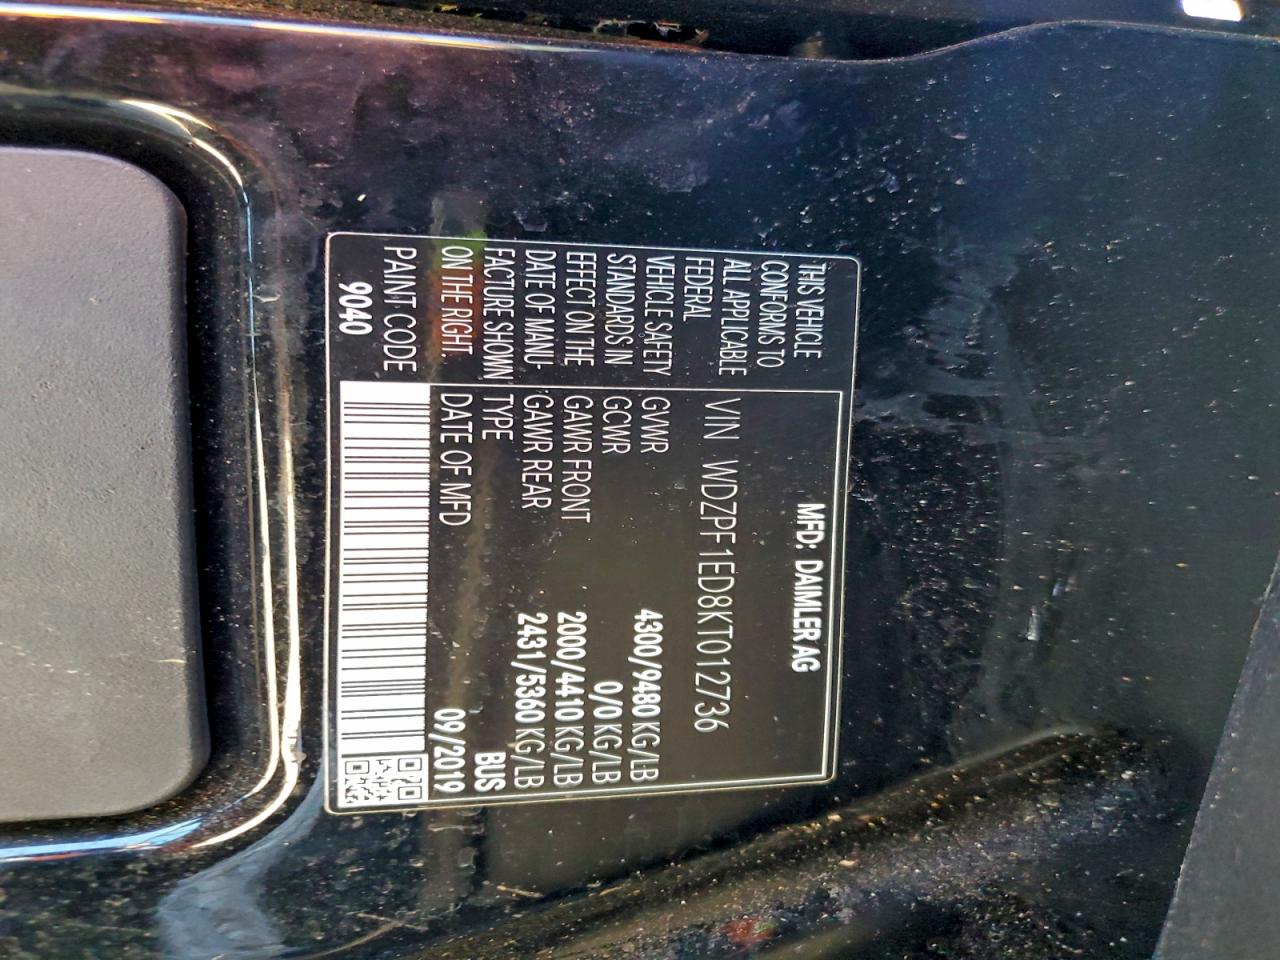 MFD: DAIMLER AG
THIS VEHICLE
CONFORMS TO
ALL APPLICABLE
FEDERAL
VEHICLE SAFETY
STANDARDS IN
EFFECT ON THE
DATE OF MANU-
FACTURE SHOWN
ON THE RIGHT.
PAINT CODE
9040
VIN WDZPF1ED8KT012736
GVWR 4300/9480 KG/LB
GCWR 0/0 KG/LB
GAWR FRONT 2000/4410 KG/LB
GAWR REAR 2431/5360 KG/LB
TYPE BUS
DATE OF MFD 09/2019